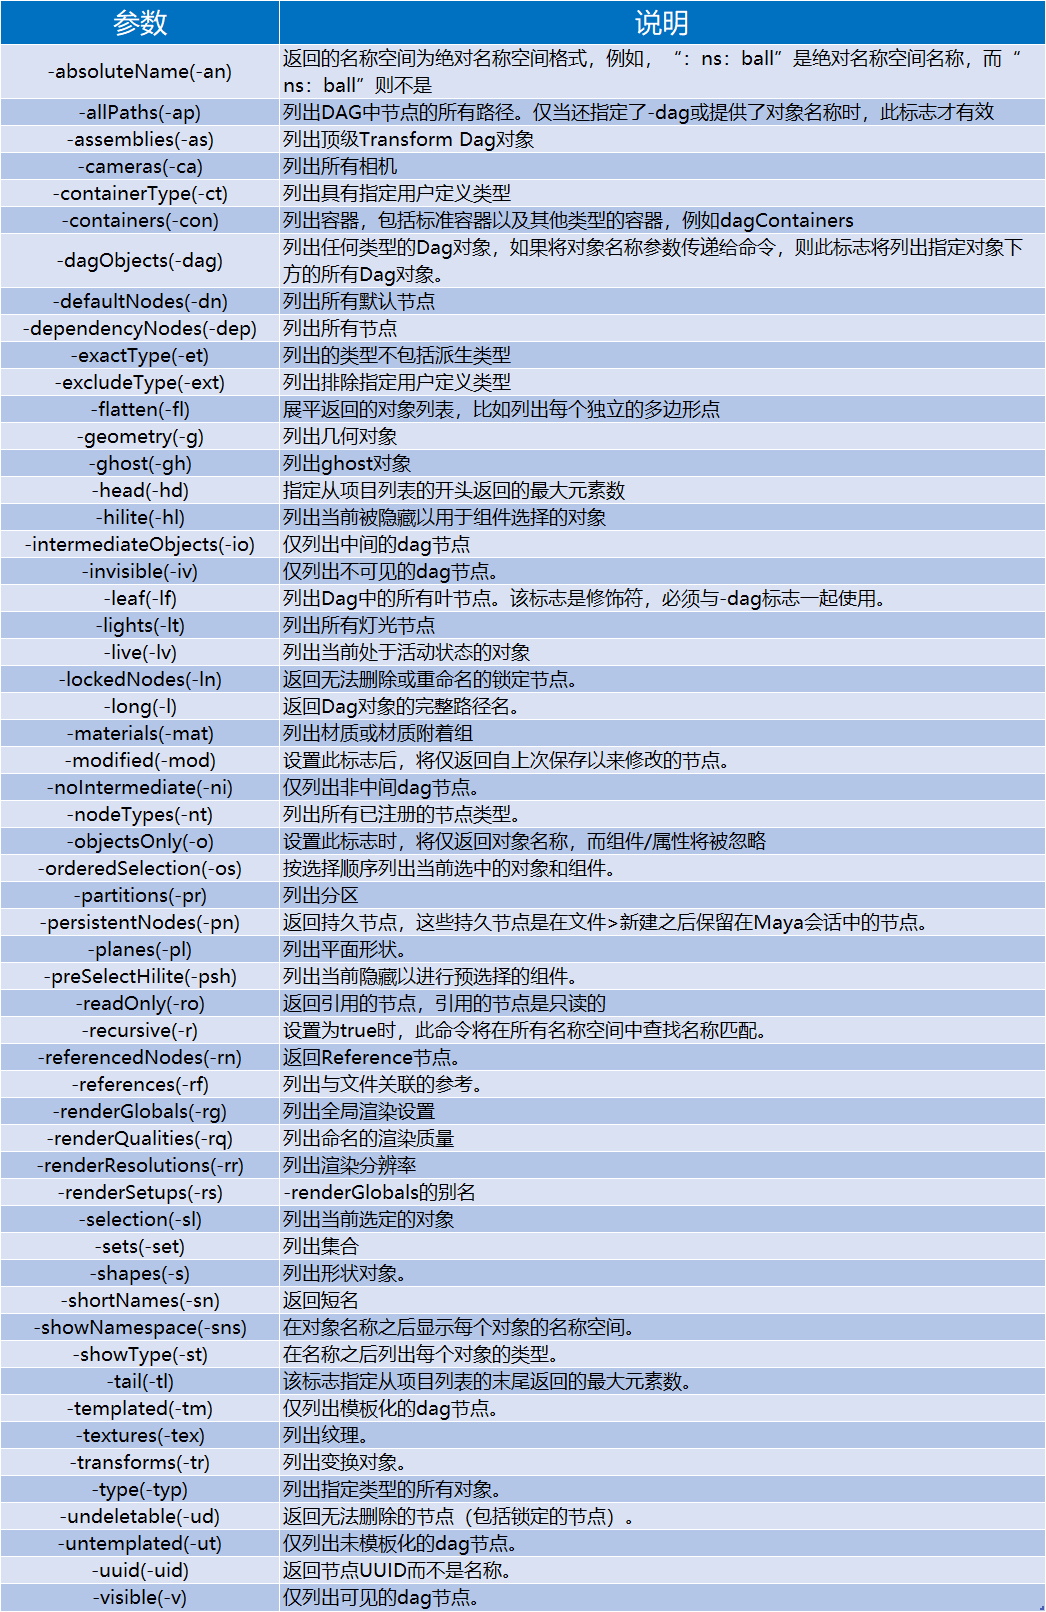 参数 说明
-absoluteName(-an) 返回的名称空间为绝对名称空间格式，例如，“：ns：ball”是绝对名称空间名称，而“
ns：ball”则不是
-allPaths(-ap) 列出DAG中节点的所有路径。仅当还指定了-dag或提供了对象名称时，此标志才有效
-assemblies(-as) 列出顶级Transform Dag对象
-cameras(-ca) 列出所有相机
-containerType(-ct) 列出具有指定用户定义类型
-containers(-con) 列出容器，包括标准容器以及其他类型的容器，例如dagContainers
-dagObjects(-dag) 列出任何类型的Dag对象，如果将对象名称参数传递给命令，则此标志将列出指定对象下
方的所有Dag对象。
-defaultNodes(-dn) 列出所有默认节点
-dependencyNodes(-dep) 列出所有节点
-exactType(-et) 列出的类型不包括派生类型
-excludeType(-ext) 列出排除指定用户定义类型
-flatten(-fl) 展平返回的对象列表，比如列出每个独立的多边形点
-geometry(-g) 列出几何对象
-ghost(-gh) 列出ghost对象
-head(-hd) 指定从项目列表的开头返回的最大元素数
-hilite(-hl) 列出当前被隐藏以用于组件选择的对象
-intermediateObjects(-io) 仅列出中间的dag节点
-invisible(-iv) 仅列出不可见的dag节点。
-leaf(-lf) 列出Dag中的所有叶节点。该标志是修饰符，必须与-dag标志一起使用。
-lights(-lt) 列出所有灯光节点
-live(-lv) 列出当前处于活动状态的对象
-lockedNodes(-ln) 返回无法删除或重命名的锁定节点。
-long(-l) 返回Dag对象的完整路径名。
-materials(-mat) 列出材质或材质附着组
-modified(-mod) 设置此标志后，将仅返回自上次保存以来修改的节点。
-noIntermediate(-ni) 仅列出非中间dag节点。
-nodeTypes(-nt) 列出所有已注册的节点类型。
-objectsOnly(-o) 设置此标志时，将仅返回对象名称，而组件/属性将被忽略
-orderedSelection(-os) 按选择顺序列出当前选中的对象和组件。
-partitions(-pr) 列出分区
-persistentNodes(-pn) 返回持久节点，这些持久节点是在文件>新建之后保留在Maya会话中的节点。
-planes(-pl) 列出平面形状。
-preSelectHilite(-psh) 列出当前隐藏以进行预选择的组件。
-readOnly(-ro) 返回引用的节点，引用的节点是只读的
-recursive(-r) 设置为true时，此命令将在所有名称空间中查找名称匹配。
-referencedNodes(-rn) 返回Reference节点。
-references(-rf) 列出与文件关联的参考。
-renderGlobals(-rg) 列出全局渲染设置
-renderQualities(-rq) 列出命名的渲染质量
-renderResolutions(-rr) 列出渲染分辨率
-renderSetups(-rs) -renderGlobals的别名
-selection(-sl) 列出当前选定的对象
-sets(-set) 列出集合
-shapes(-s) 列出形状对象。
-shortNames(-sn) 返回短名
-showNamespace(-sns) 在对象名称之后显示每个对象的名称空间。
-showType(-st) 在名称之后列出每个对象的类型。
-tail(-tl) 该标志指定从项目列表的末尾返回的最大元素数。
-templated(-tm) 仅列出模板化的dag节点。
-textures(-tex) 列出纹理。
-transforms(-tr) 列出变换对象。
-type(-typ) 列出指定类型的所有对象。
-undeletable(-ud) 返回无法删除的节点（包括锁定的节点）。
-untemplated(-ut) 仅列出未模板化的dag节点。
-uuid(-uid) 返回节点UUID而不是名称。
-visible(-v) 仅列出可见的dag节点。